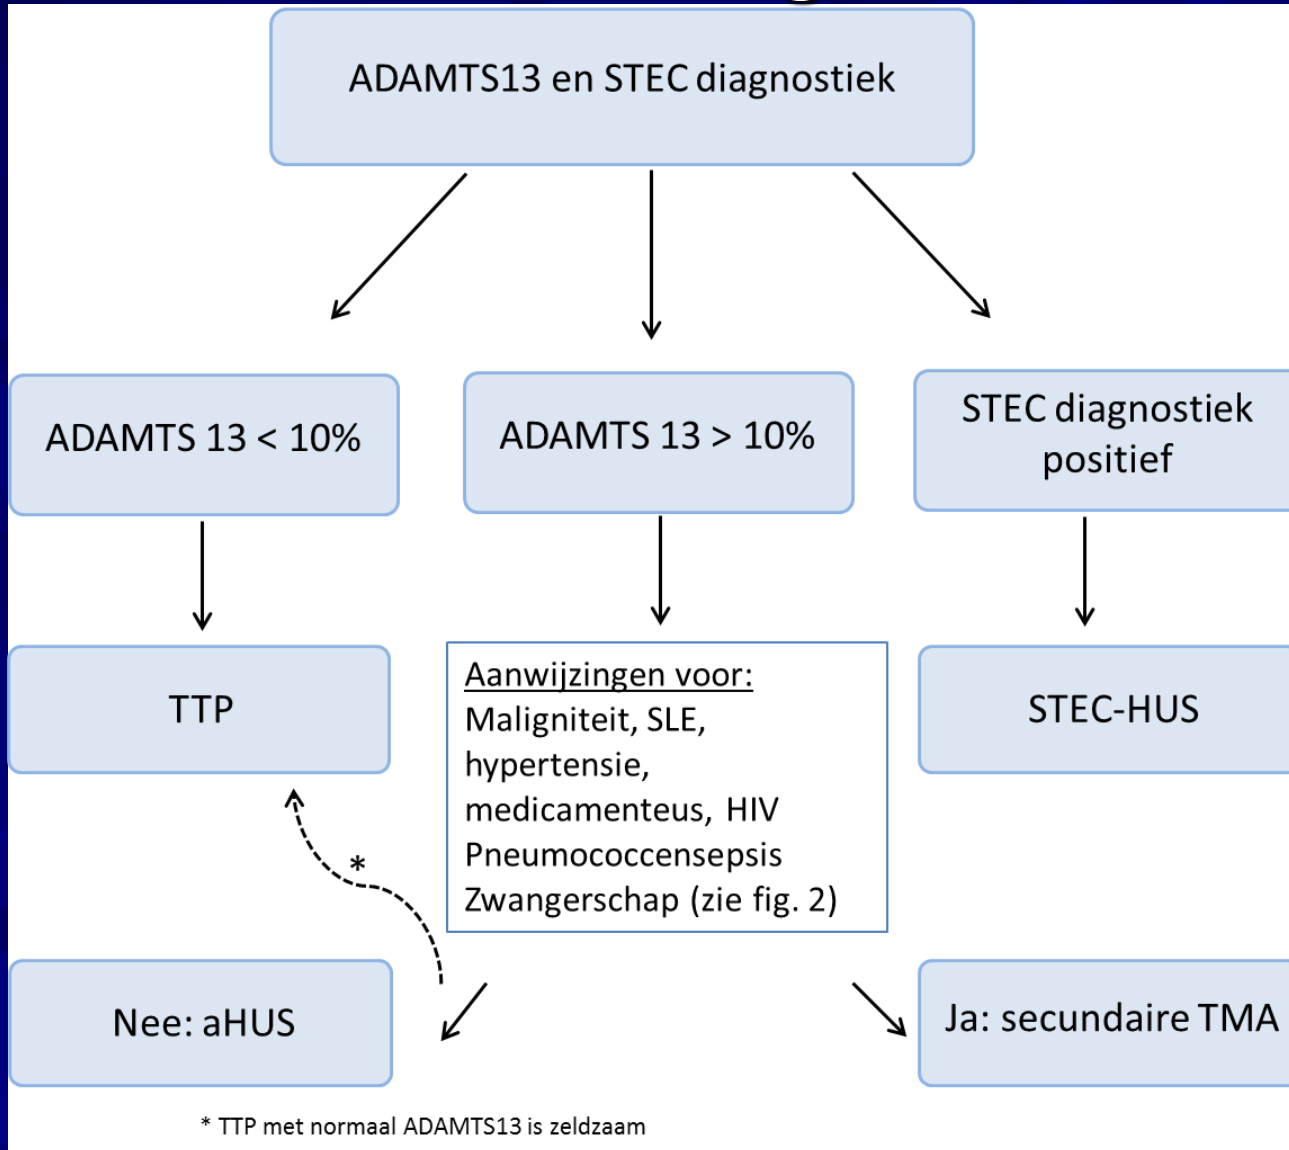 ADAMTS13 en STEC diagnostiek
ADAMTS 13 < 10%
ADAMTS 13 > 10%
STEC diagnostiek
positief
TTP
Aanwijzingen voor:
Maligniteit, SLE,
hypertensie,
medicamenteus, HIV
Pneumococcensepsis
Zwangerschap (zie fig. 2)
STEC-HUS
*
Nee: aHUS
Ja: secundaire TMA
* TTP met normaal ADAMTS13 is zeldzaam